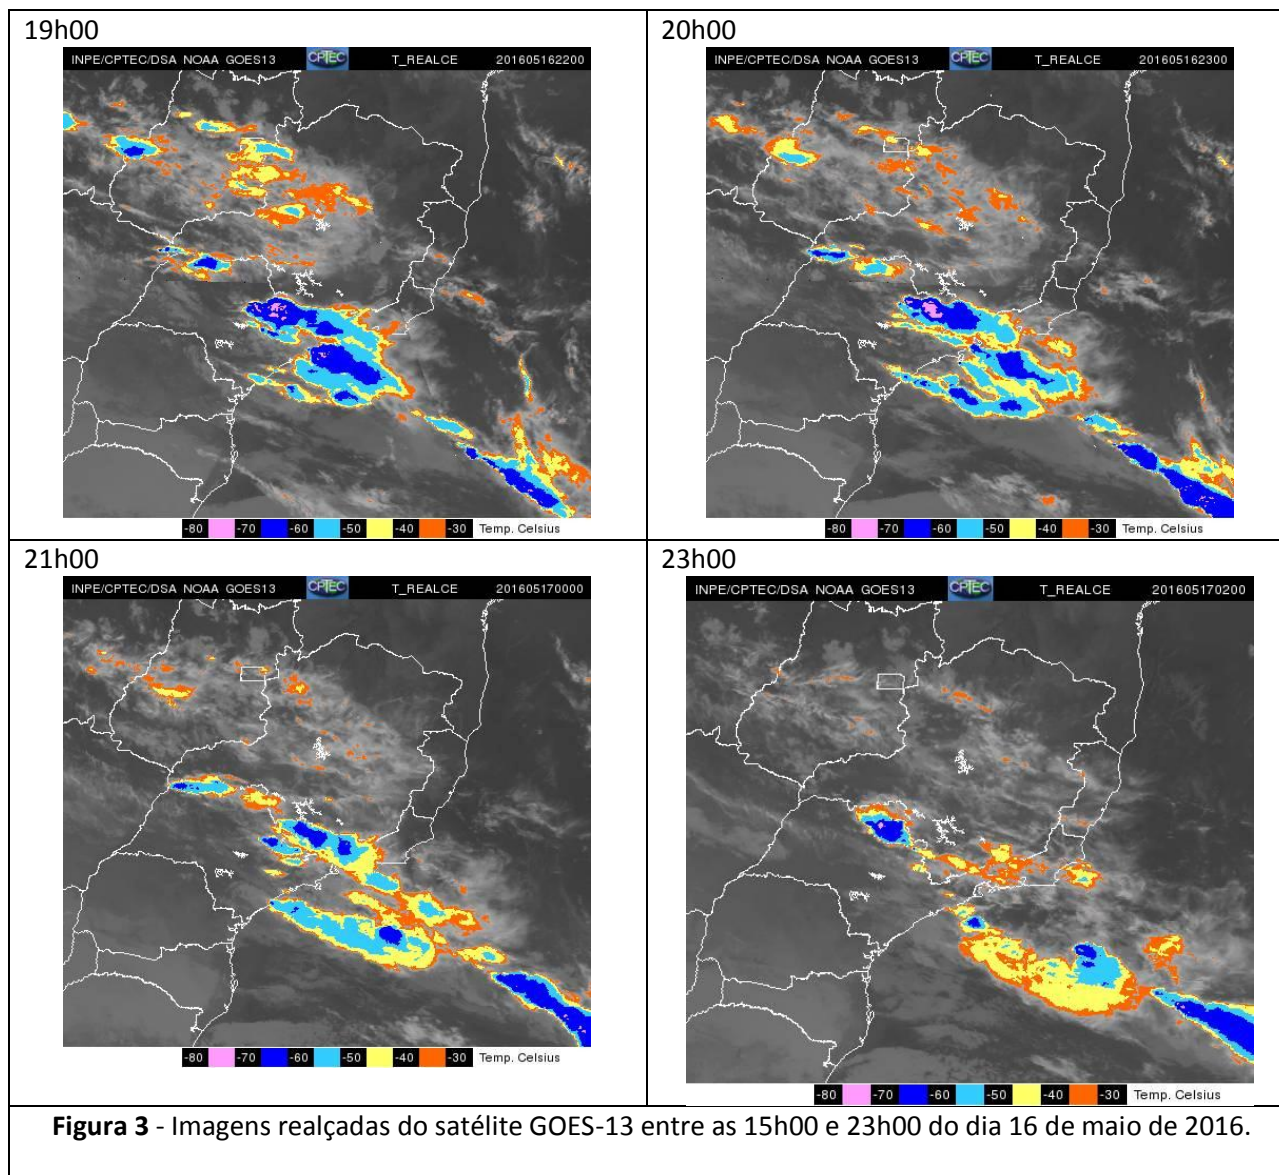 19h00
INPE/CPTEC/DSA NOAA GOES13 CPTEC T_REALCE 201605162200
-80 -70 -60 -50 -40 -30 Temp. Celsius
20h00
INPE/CPTEC/DSA NOAA GOES13 CPTEC T_REALCE 201605162300
-80 -70 -60 -50 -40 -30 Temp. Celsius
21h00
INPE/CPTEC/DSA NOAA GOES13 CPTEC T_REALCE 201605170000
-80 -70 -60 -50 -40 -30 Temp. Celsius
23h00
INPE/CPTEC/DSA NOAA GOES13 CPTEC T_REALCE 201605170200
-80 -70 -60 -50 -40 -30 Temp. Celsius
Figura 3 - Imagens realçadas do satélite GOES-13 entre as 15h00 e 23h00 do dia 16 de maio de 2016.